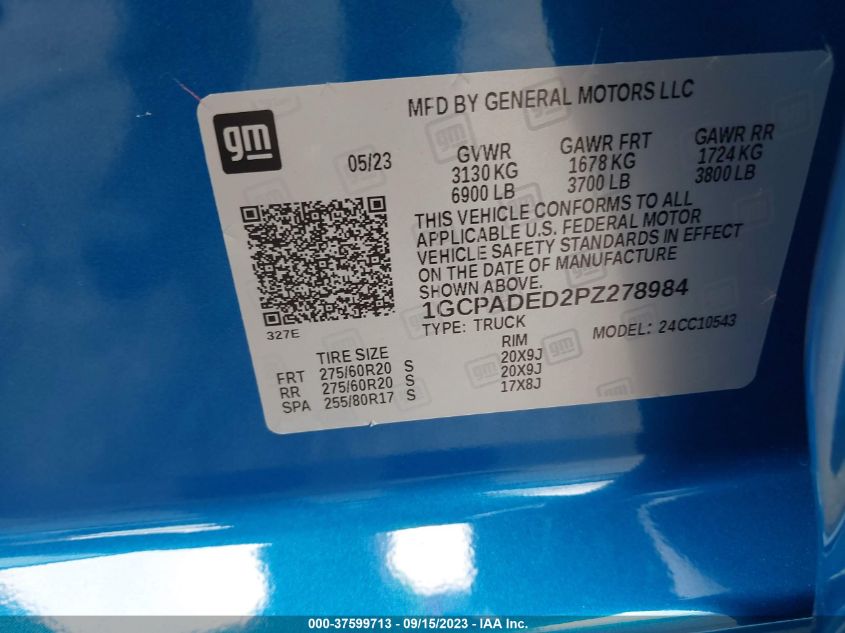 gm
MFD BY GENERAL MOTORS LLC
05/23
GVWR GAWR FRT GAWR RR
3130 KG 1678 KG 1724 KG
6900 LB 3700 LB 3800 LB
THIS VEHICLE CONFORMS TO ALL
APPLICABLE U.S. FEDERAL MOTOR
VEHICLE SAFETY STANDARDS IN EFFECT
ON THE DATE OF MANUFACTURE
SHOWN ABOVE.
1GCPADED2PZ278984
TYPE: TRUCK MODEL: 24CC10543
327E
TIRE SIZE RIM
FRT 275/60R20 S 20X9J
RR 275/60R20 S 20X9J
SPA 255/80R17 S 17X8J
000-37599713 - 09/15/2023 - IAA Inc.